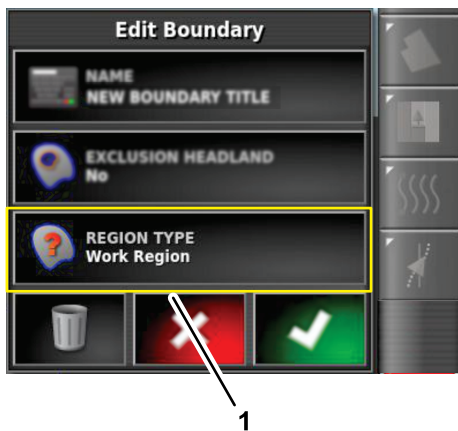 Edit Boundary
NAME
NEW BOUNDARY TITLE
EXCLUSION HEADLAND
No
REGION TYPE
Work Region
1